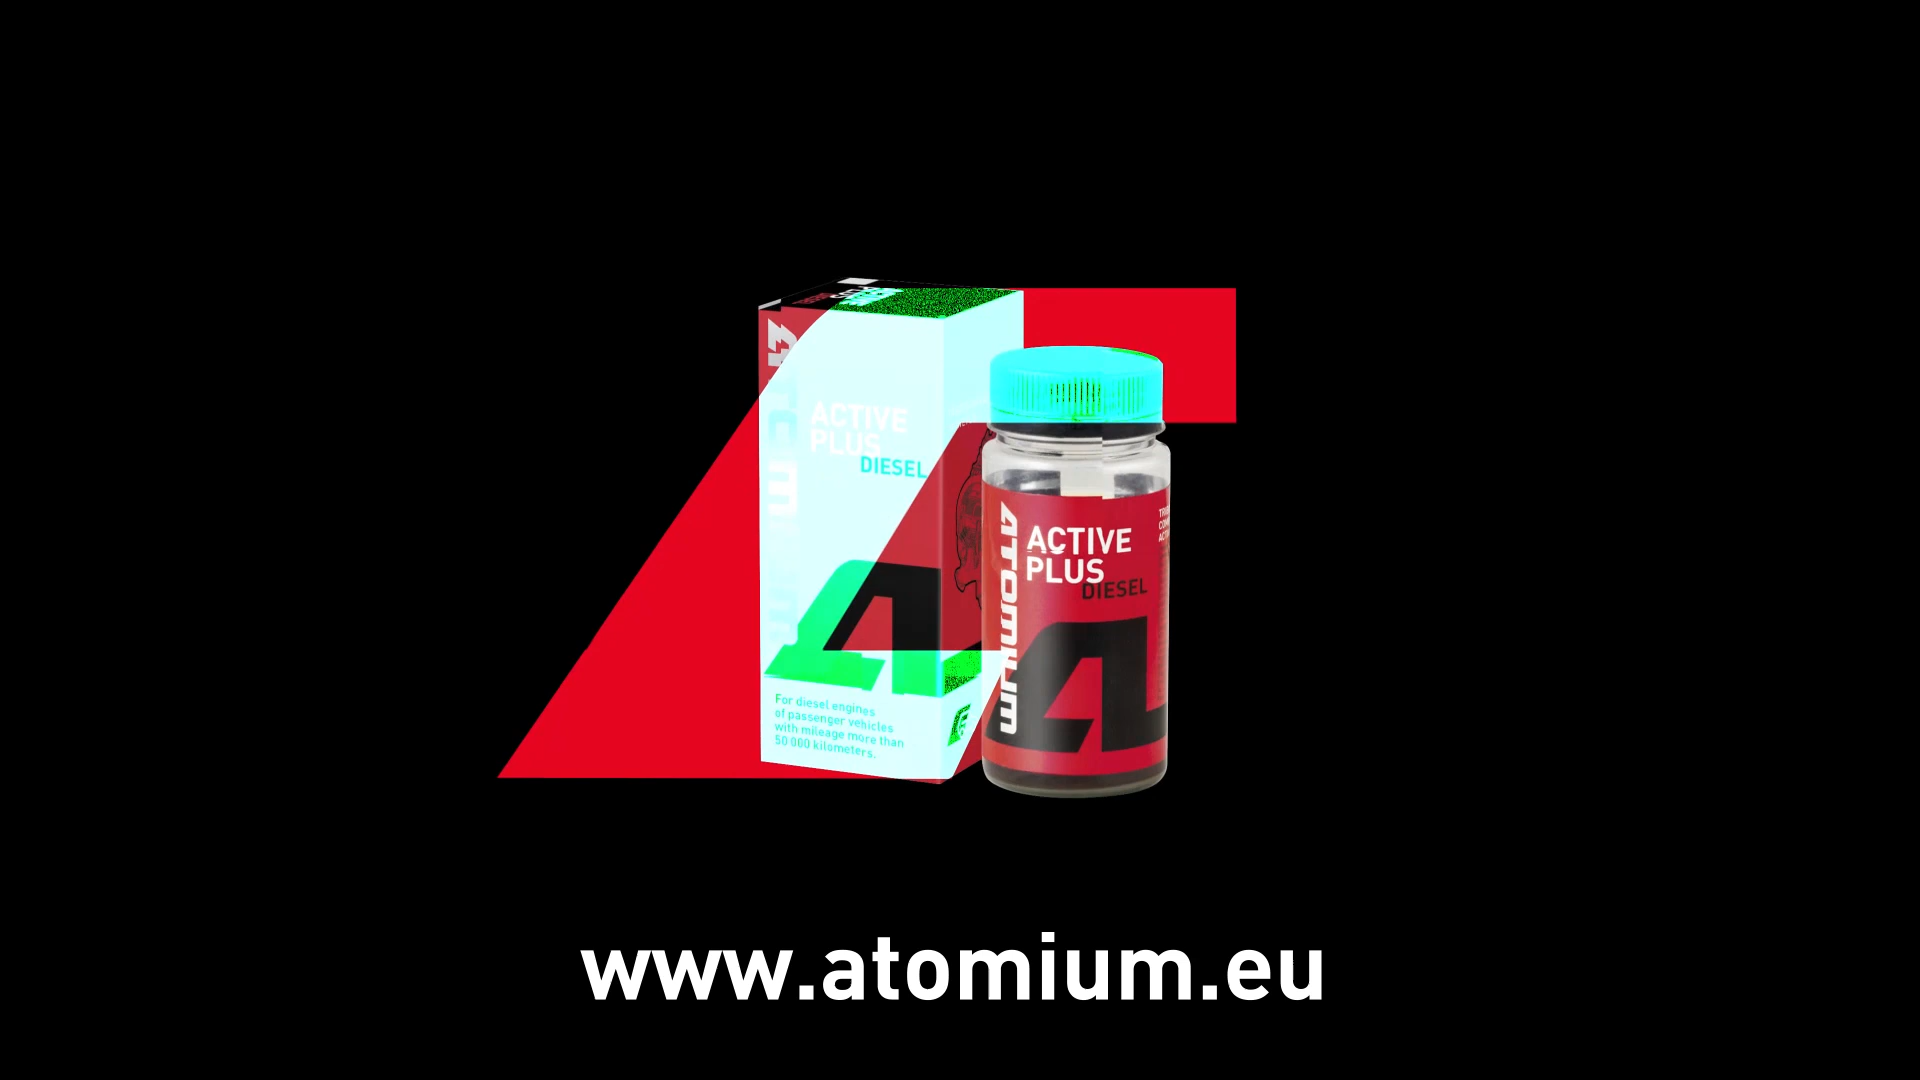 ATOMIUM
ACTIVE
PLUS
DIESEL
For diesel engines
of passenger vehicles
with mileage more than
50 000 kilometers.
ATOMIUM
ACTIVE
PLUS
DIESEL
www.atomium.eu